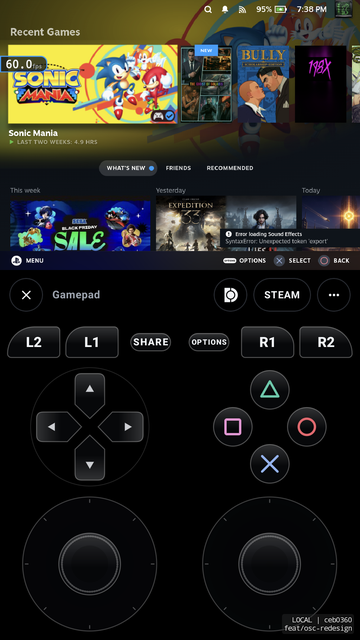 95% 7:38 PM
Recent Games
60.0 fps
NEW
SONIC
MANIA
BULLY
198X
Sonic Mania
LAST TWO WEEKS: 4.9 HRS
WHAT'S NEW FRIENDS RECOMMENDED
This week Yesterday Today
SEGA
BLACK FRIDAY
SALE
EXPEDITION
33
Error loading Sound Effects
SyntaxError: Unexpected token 'export'
MENU OPTIONS SELECT BACK
Gamepad STEAM
L2 L1 SHARE OPTIONS R1 R2
LOCAL | ceb0360
feat/osc-redesign